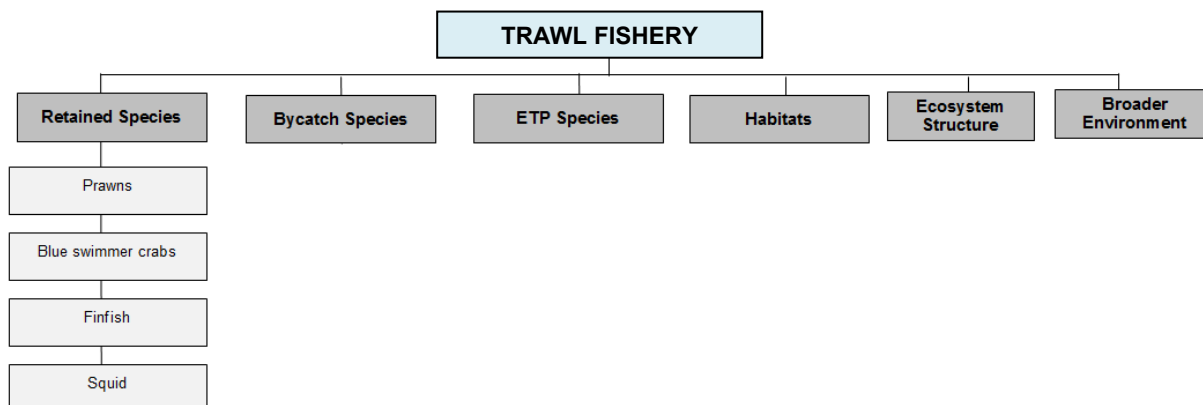 TRAWL FISHERY
Retained Species
Bycatch Species
ETP Species
Habitats
Ecosystem
Structure
Broader
Environment
Prawns
Blue swimmer crabs
Finfish
Squid